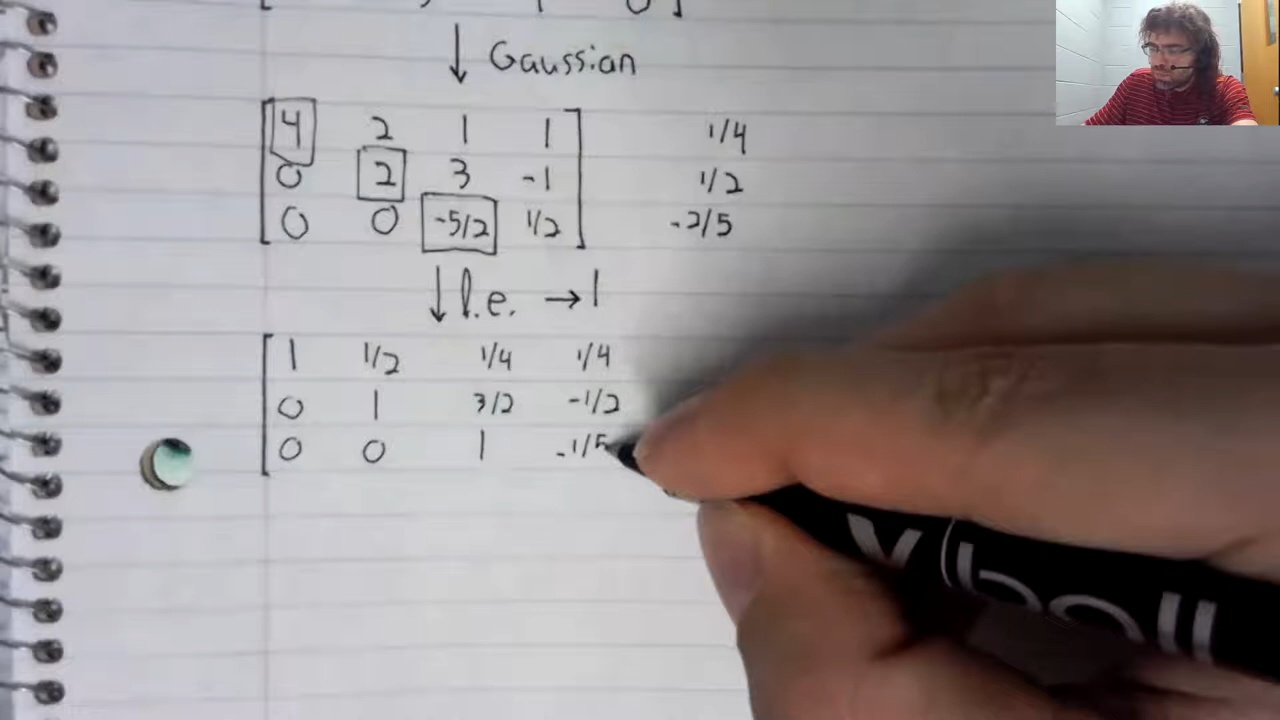 ↓ Gaussian
4 2 1 1 1/4
0 2 3 -1 1/2
0 0 -5/2 1/2 -2/5
↓ l.e. → 1
1 1/2 1/4 1/4
0 1 3/2 -1/2
0 0 1 -1/5